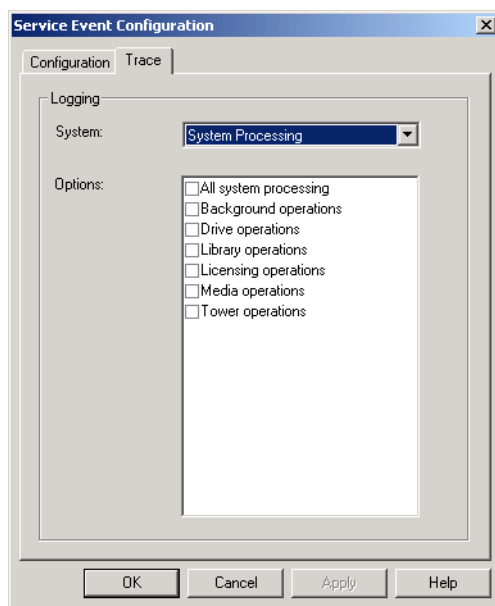 Service Event Configuration
Configuration Trace
Logging
System: System Processing
Options:
All system processing
Background operations
Drive operations
Library operations
Licensing operations
Media operations
Tower operations
OK Cancel Apply Help